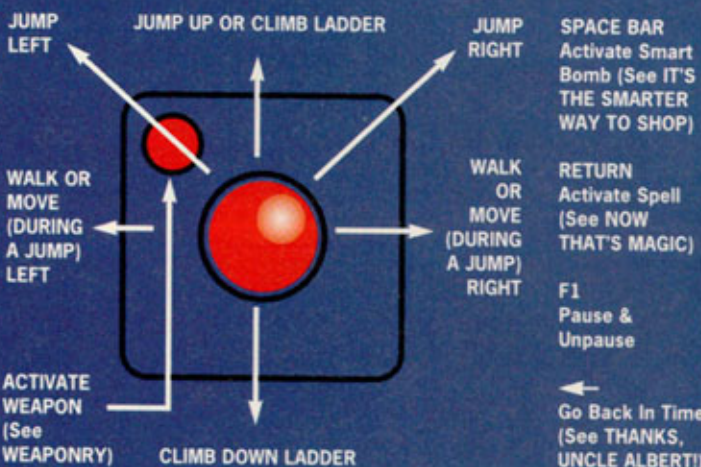 JUMP
LEFT
JUMP UP OR CLIMB LADDER
JUMP
RIGHT
WALK OR
MOVE
(DURING
A JUMP)
LEFT
WALK
OR
MOVE
(DURING
A JUMP)
RIGHT
ACTIVATE
WEAPON
(See
WEAPONRY)
CLIMB DOWN LADDER
SPACE BAR
Activate Smart
Bomb (See IT'S
THE SMARTER
WAY TO SHOP)
RETURN
Activate Spell
(See NOW
THAT'S MAGIC)
F1
Pause &
Unpause
Go Back In Time
(See THANKS,
UNCLE ALBERT!)